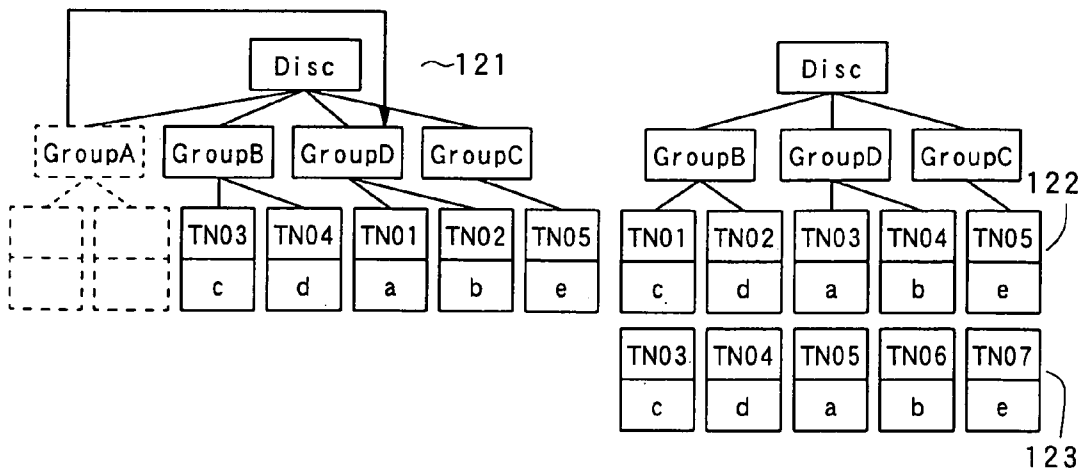 Disc
~121
GroupA GroupB GroupD GroupC
TN03 TN04 TN01 TN02 TN05
c d a b e
Disc
GroupB GroupD GroupC
122
TN01 TN02 TN03 TN04 TN05
c d a b e
TN03 TN04 TN05 TN06 TN07
c d a b e
123